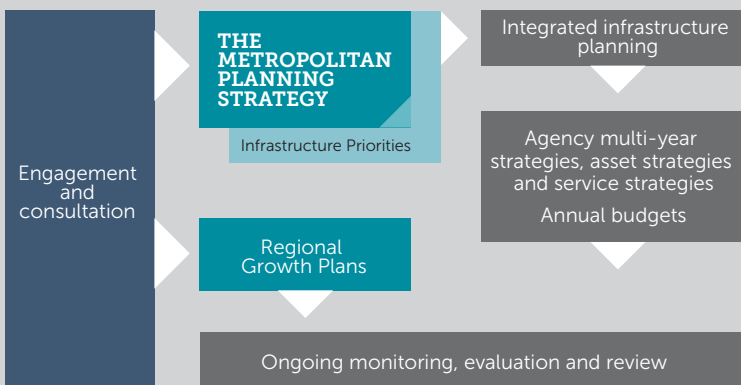 Engagement
and
consultation
THE
METROPOLITAN
PLANNING
STRATEGY
Infrastructure Priorities
Integrated infrastructure
planning
Agency multi-year
strategies, asset strategies
and service strategies
Annual budgets
Regional
Growth Plans
Ongoing monitoring, evaluation and review